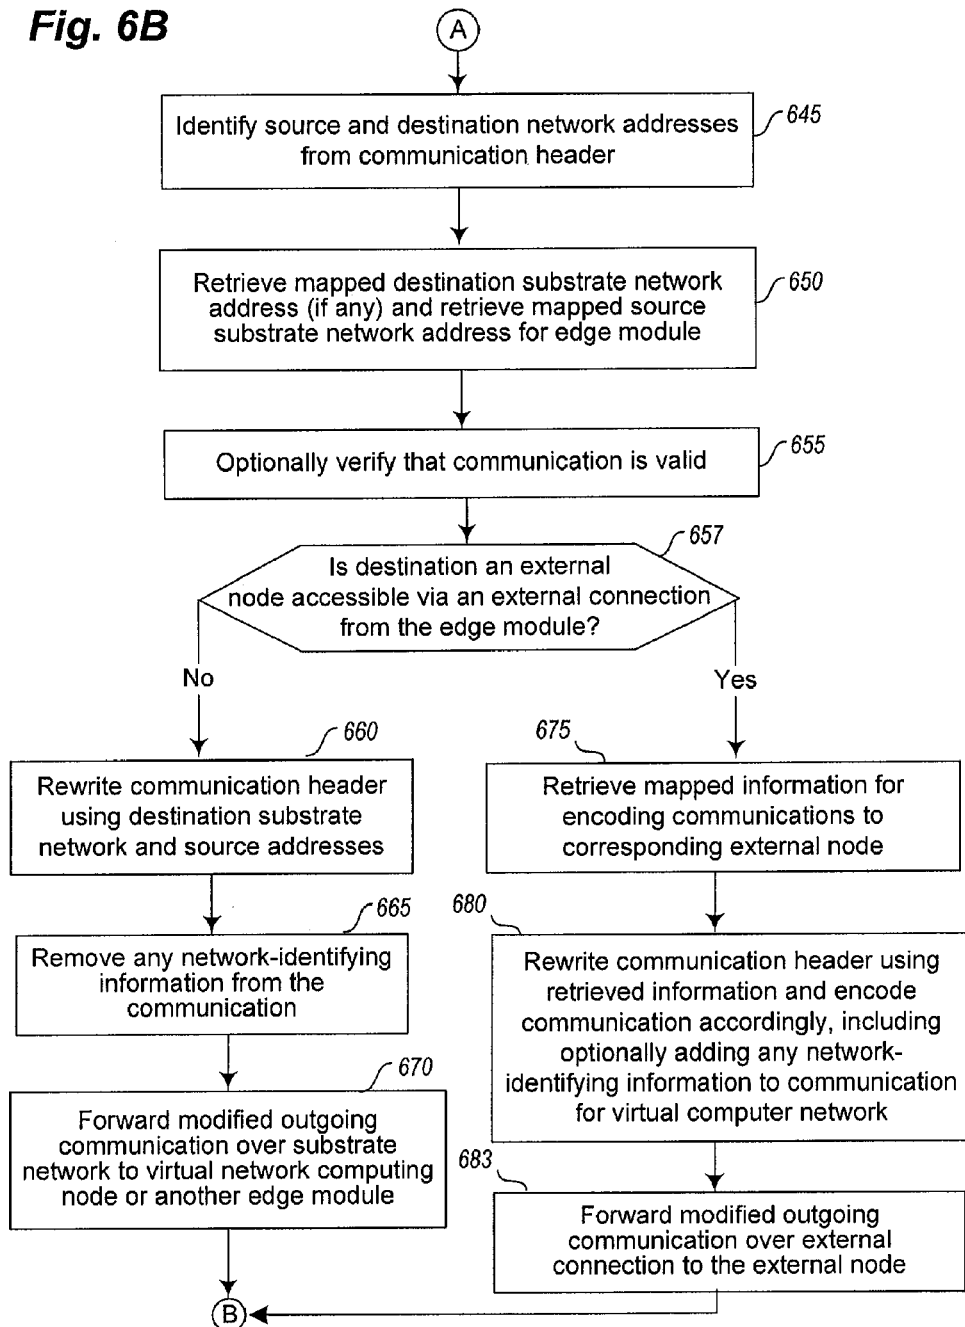 Fig. 6B
A
Identify source and destination network addresses
from communication header
645
Retrieve mapped destination substrate network
address (if any) and retrieve mapped source
substrate network address for edge module
650
Optionally verify that communication is valid
655
657
Is destination an external
node accessible via an external connection
from the edge module?
No
Yes
660
Rewrite communication header
using destination substrate
network and source addresses
675
Retrieve mapped information for
encoding communications to
corresponding external node
665
Remove any network-identifying
information from the
communication
680
Rewrite communication header using
retrieved information and encode
communication accordingly, including
optionally adding any network-
identifying information to communication
for virtual computer network
670
Forward modified outgoing
communication over substrate
network to virtual network computing
node or another edge module
683
Forward modified outgoing
communication over external
connection to the external node
B